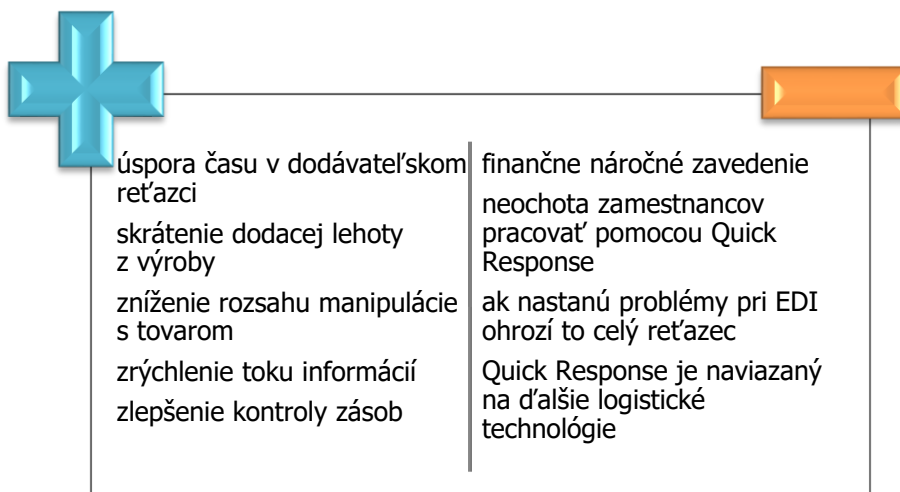 úspora času v dodávateľskom
reťazci
skrátenie dodacej lehoty
z výroby
zníženie rozsahu manipulácie
s tovarom
zrýchlenie toku informácií
zlepšenie kontroly zásob
finančne náročné zavedenie
neochota zamestnancov
pracovať pomocou Quick
Response
ak nastanú problémy pri EDI
ohrozí to celý reťazec
Quick Response je naviazaný
na ďalšie logistické
technológie